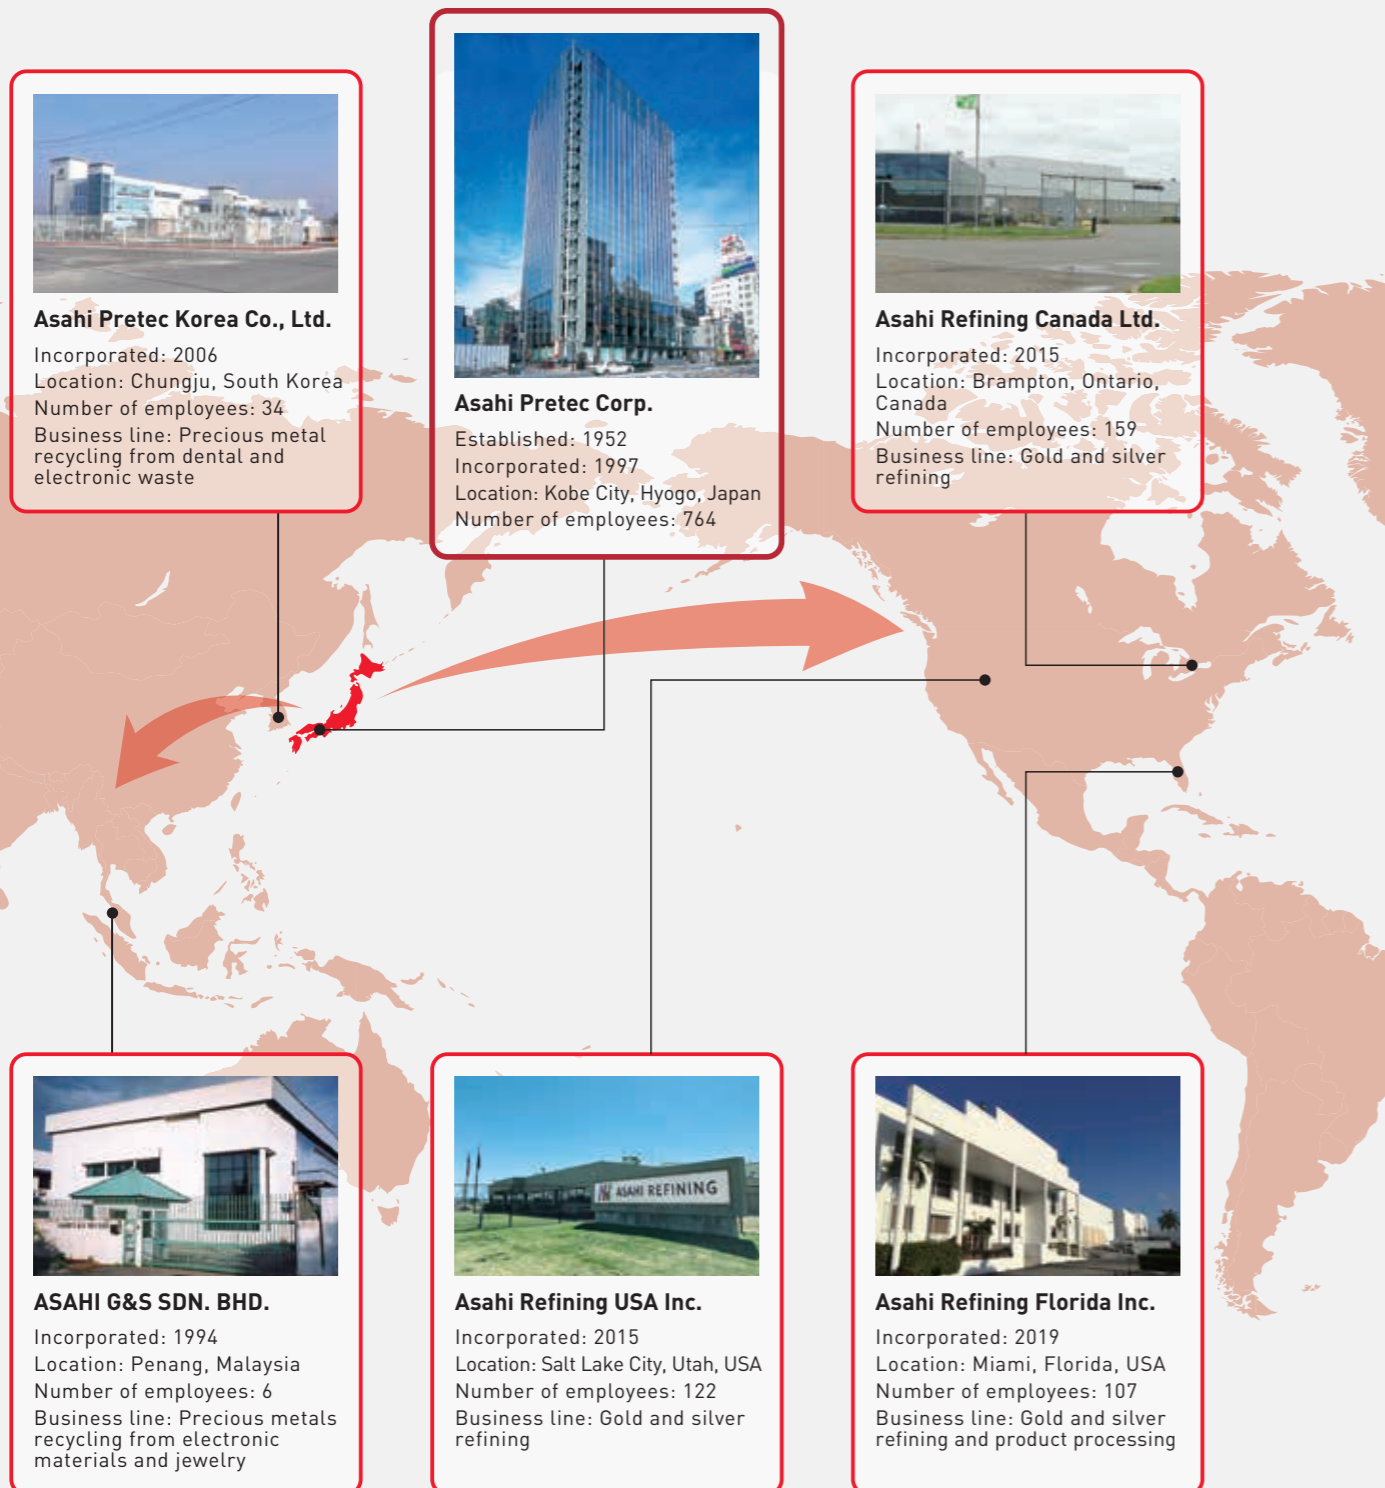 Asahi Pretec Korea Co., Ltd.
Incorporated: 2006
Location: Chungju, South Korea
Number of employees: 34
Business line: Precious metal
recycling from dental and
electronic waste
Asahi Pretec Corp.
Established: 1952
Incorporated: 1997
Location: Kobe City, Hyogo, Japan
Number of employees: 764
Asahi Refining Canada Ltd.
Incorporated: 2015
Location: Brampton, Ontario,
Canada
Number of employees: 159
Business line: Gold and silver
refining
ASAHI G&S SDN. BHD.
Incorporated: 1994
Location: Penang, Malaysia
Number of employees: 6
Business line: Precious metals
recycling from electronic
materials and jewelry
ASAHI REFINING
Asahi Refining USA Inc.
Incorporated: 2015
Location: Salt Lake City, Utah, USA
Number of employees: 122
Business line: Gold and silver
refining
Asahi Refining Florida Inc.
Incorporated: 2019
Location: Miami, Florida, USA
Number of employees: 107
Business line: Gold and silver
refining and product processing